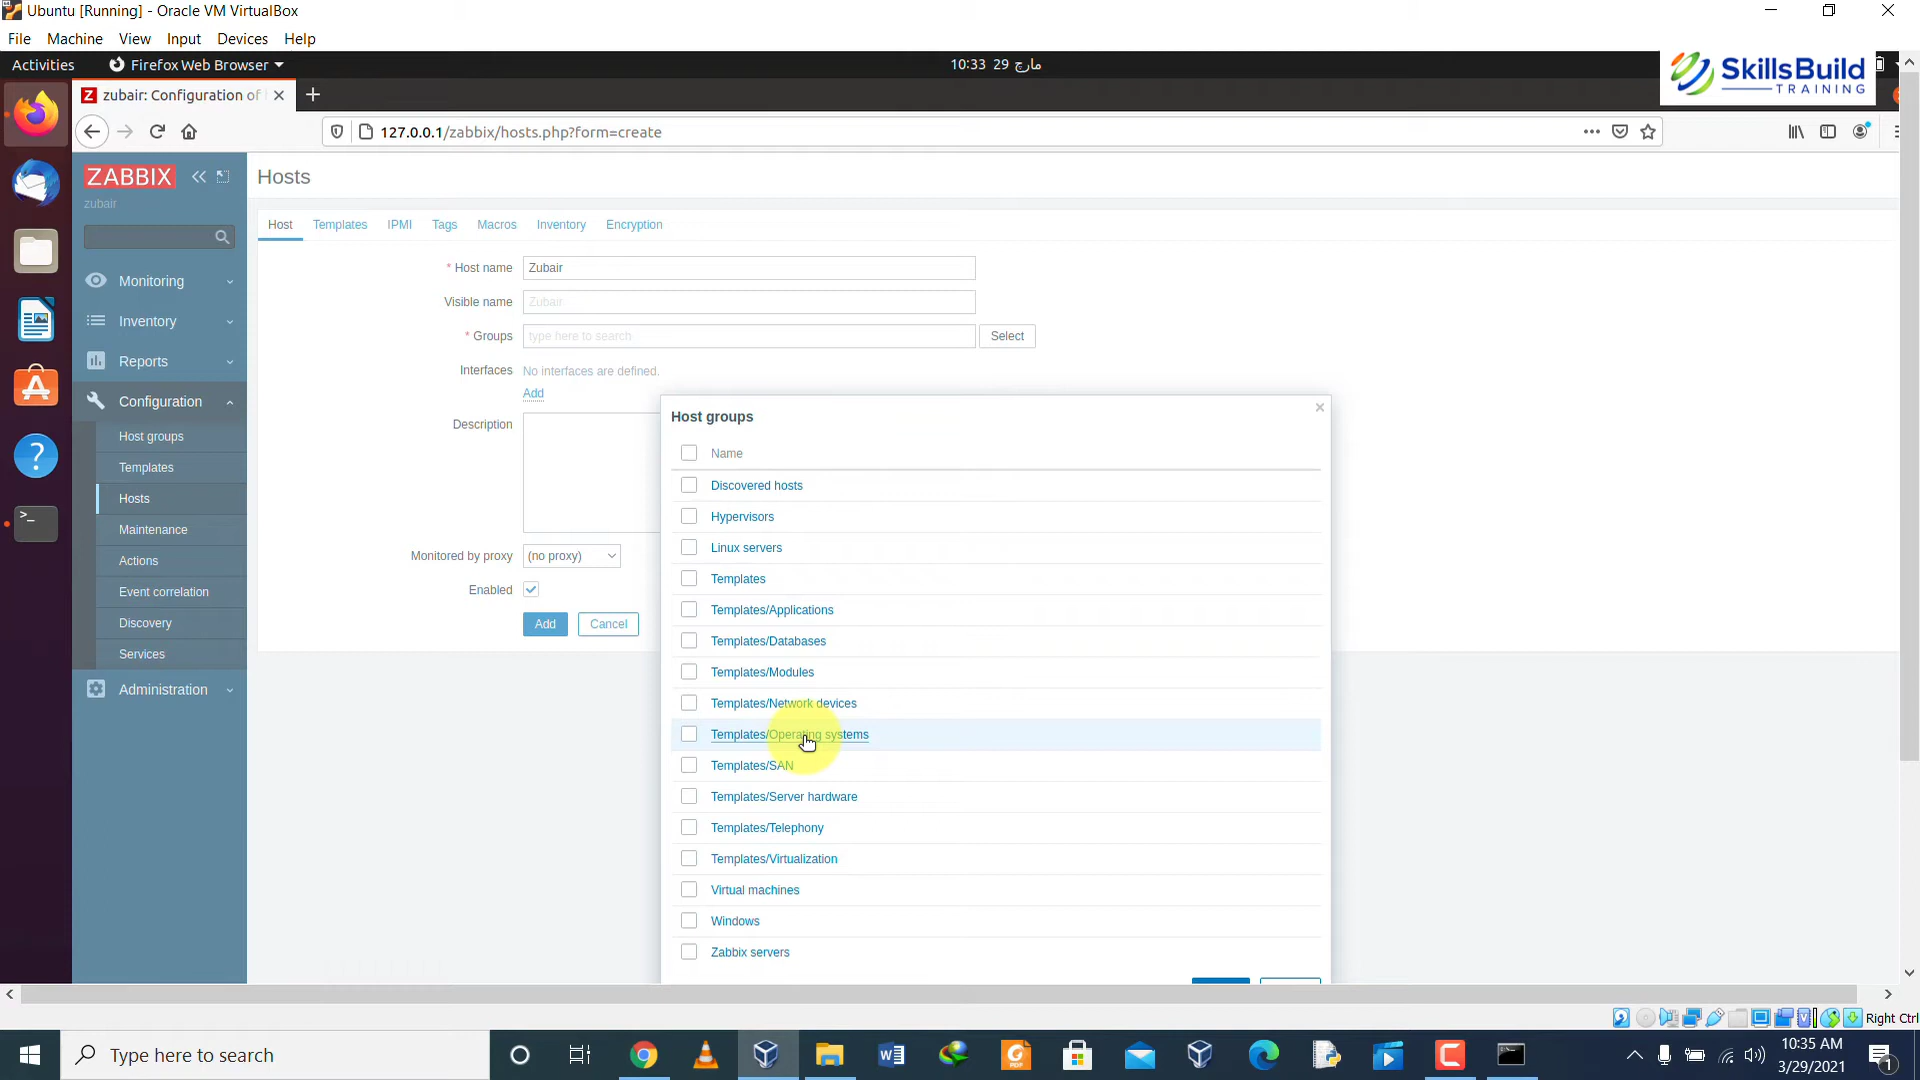 Ubuntu [Running] - Oracle VM VirtualBox
File Machine View Input Devices Help
Activities Firefox Web Browser 10:33 29 مارچ
SkillsBuild
TRAINING
zubair: Configuration of
127.0.0.1/zabbix/hosts.php?form=create
ZABBIX
zubair
Hosts
Host Templates IPMI Tags Macros Inventory Encryption
* Host name Zubair
Visible name Zubair
* Groups type here to search Select
Interfaces No interfaces are defined.
Add
Description
Monitored by proxy (no proxy)
Enabled
Add Cancel
Monitoring
Inventory
Reports
Configuration
Host groups
Templates
Hosts
Maintenance
Actions
Event correlation
Discovery
Services
Administration
Host groups
Name
Discovered hosts
Hypervisors
Linux servers
Templates
Templates/Applications
Templates/Databases
Templates/Modules
Templates/Network devices
Templates/Operating systems
Templates/SAN
Templates/Server hardware
Templates/Telephony
Templates/Virtualization
Virtual machines
Windows
Zabbix servers
Right Ctrl
Type here to search
10:35 AM
3/29/2021
1